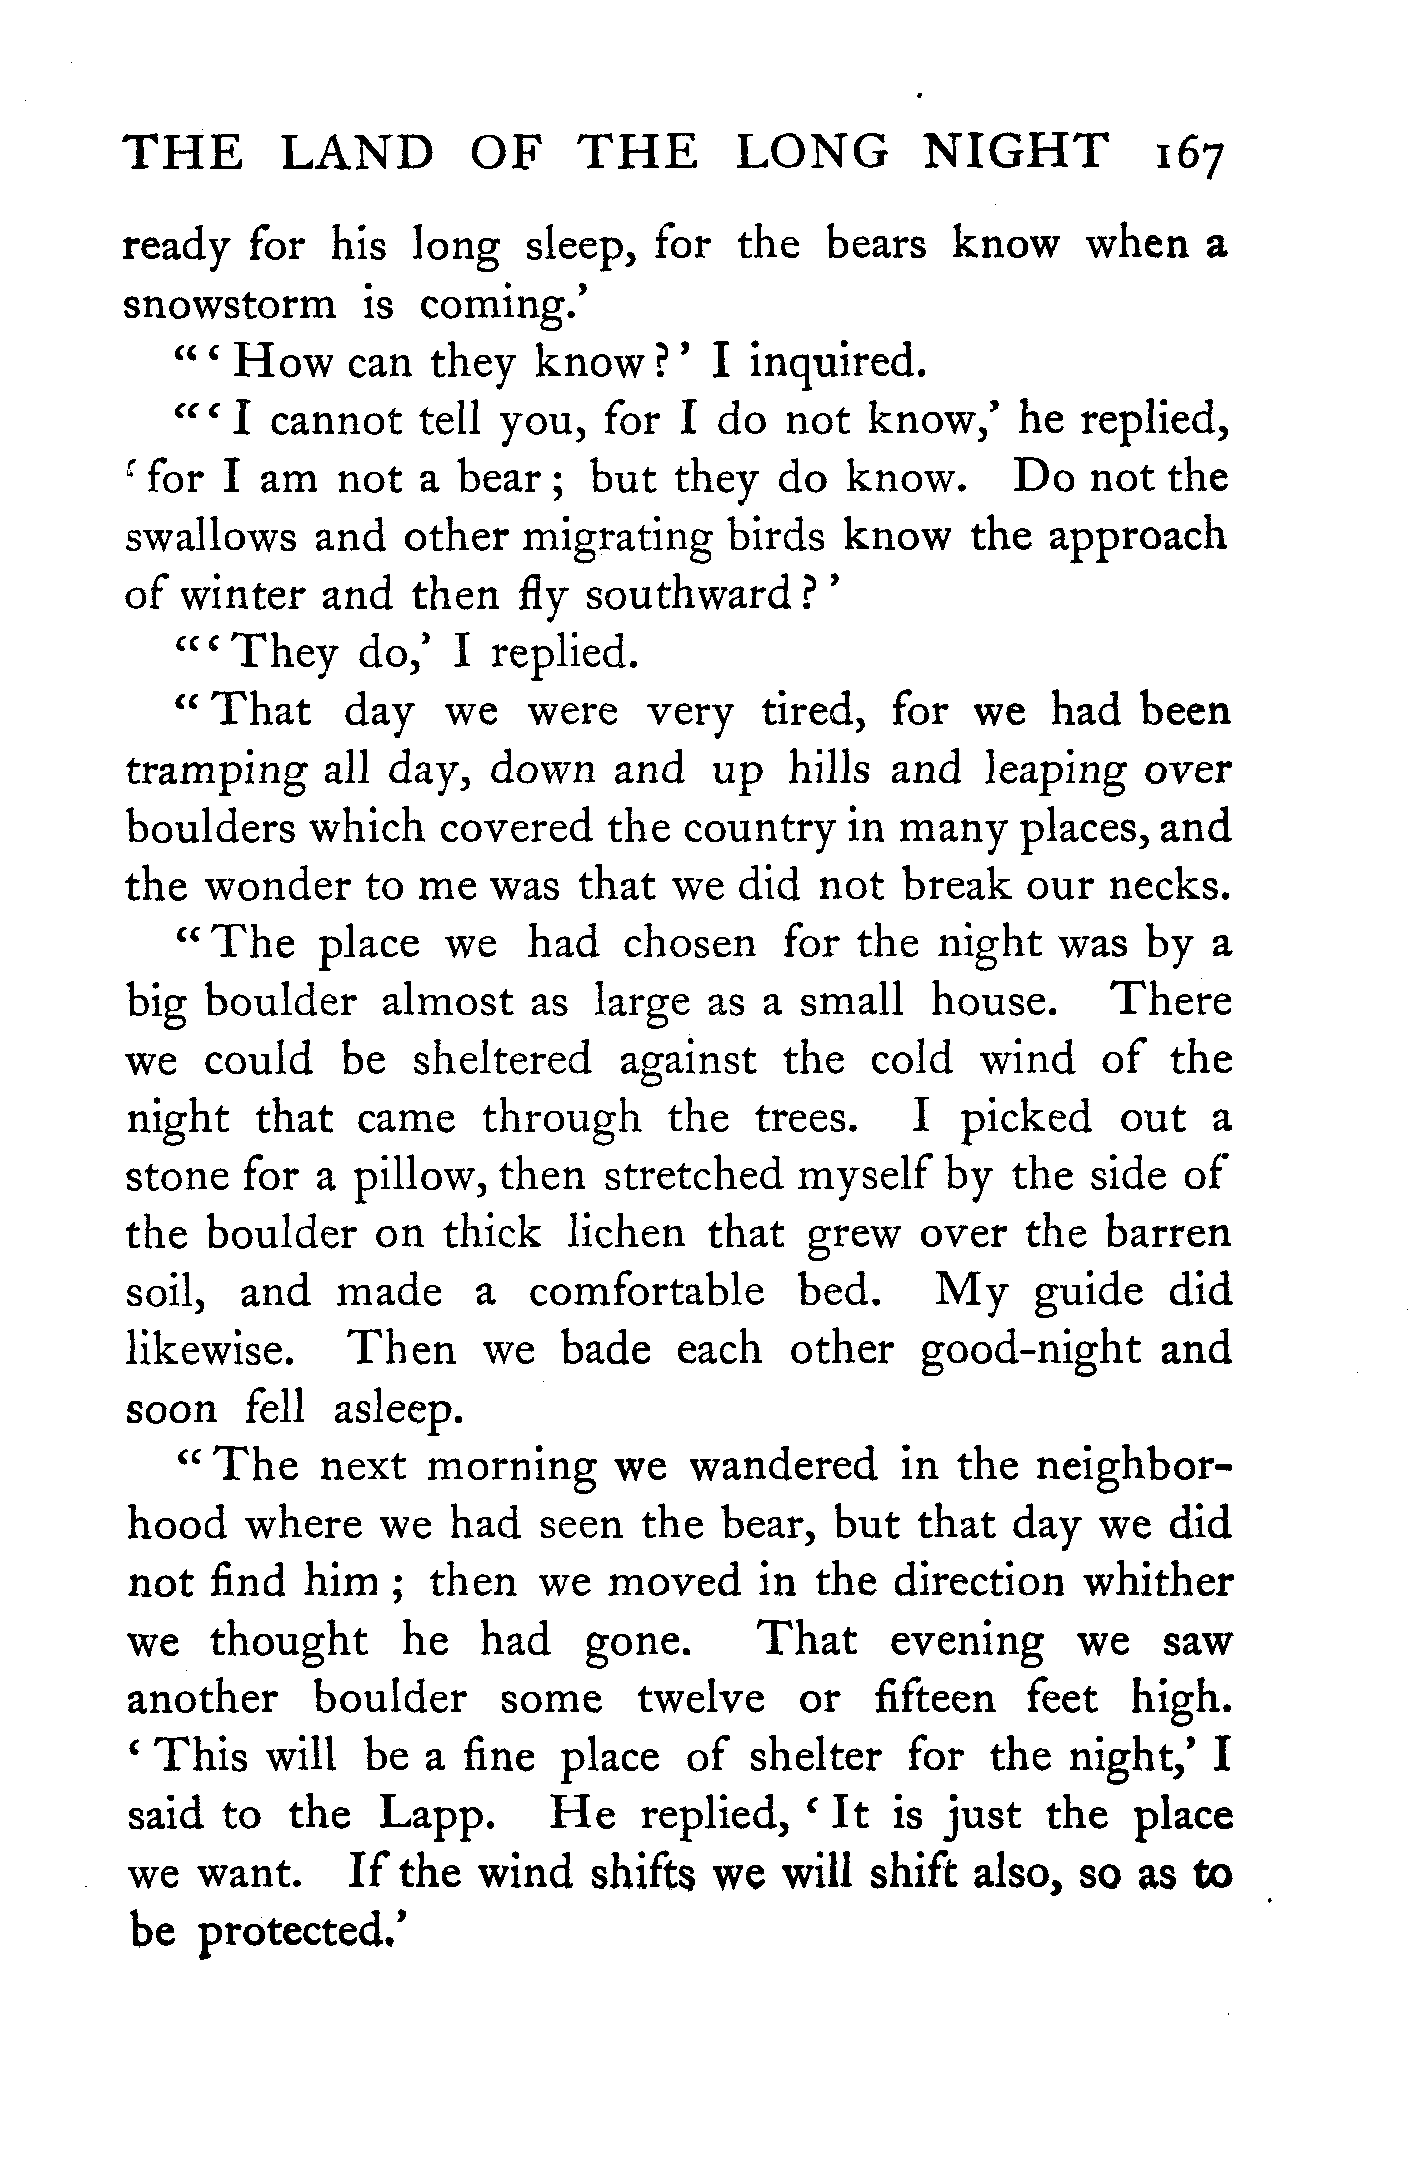 THE LAND OF THE LONG NIGHT 167
ready for his long sleep, for the bears know when a
snowstorm is coming.’
“ ‘ How can they know ? ’ I inquired.
“ ‘ I cannot tell you, for I do not know,’ he replied,
‘ for I am not a bear ; but they do know. Do not the
swallows and other migrating birds know the approach
of winter and then fly southward ? ’
“ ‘ They do,’ I replied.
“ That day we were very tired, for we had been
tramping all day, down and up hills and leaping over
boulders which covered the country in many places, and
the wonder to me was that we did not break our necks.
“ The place we had chosen for the night was by a
big boulder almost as large as a small house. There
we could be sheltered against the cold wind of the
night that came through the trees. I picked out a
stone for a pillow, then stretched myself by the side of
the boulder on thick lichen that grew over the barren
soil, and made a comfortable bed. My guide did
likewise. Then we bade each other good-night and
soon fell asleep.
“ The next morning we wandered in the neighbor-
hood where we had seen the bear, but that day we did
not find him ; then we moved in the direction whither
we thought he had gone. That evening we saw
another boulder some twelve or fifteen feet high.
‘ This will be a fine place of shelter for the night,’ I
said to the Lapp. He replied, ‘ It is just the place
we want. If the wind shifts we will shift also, so as to
be protected.’